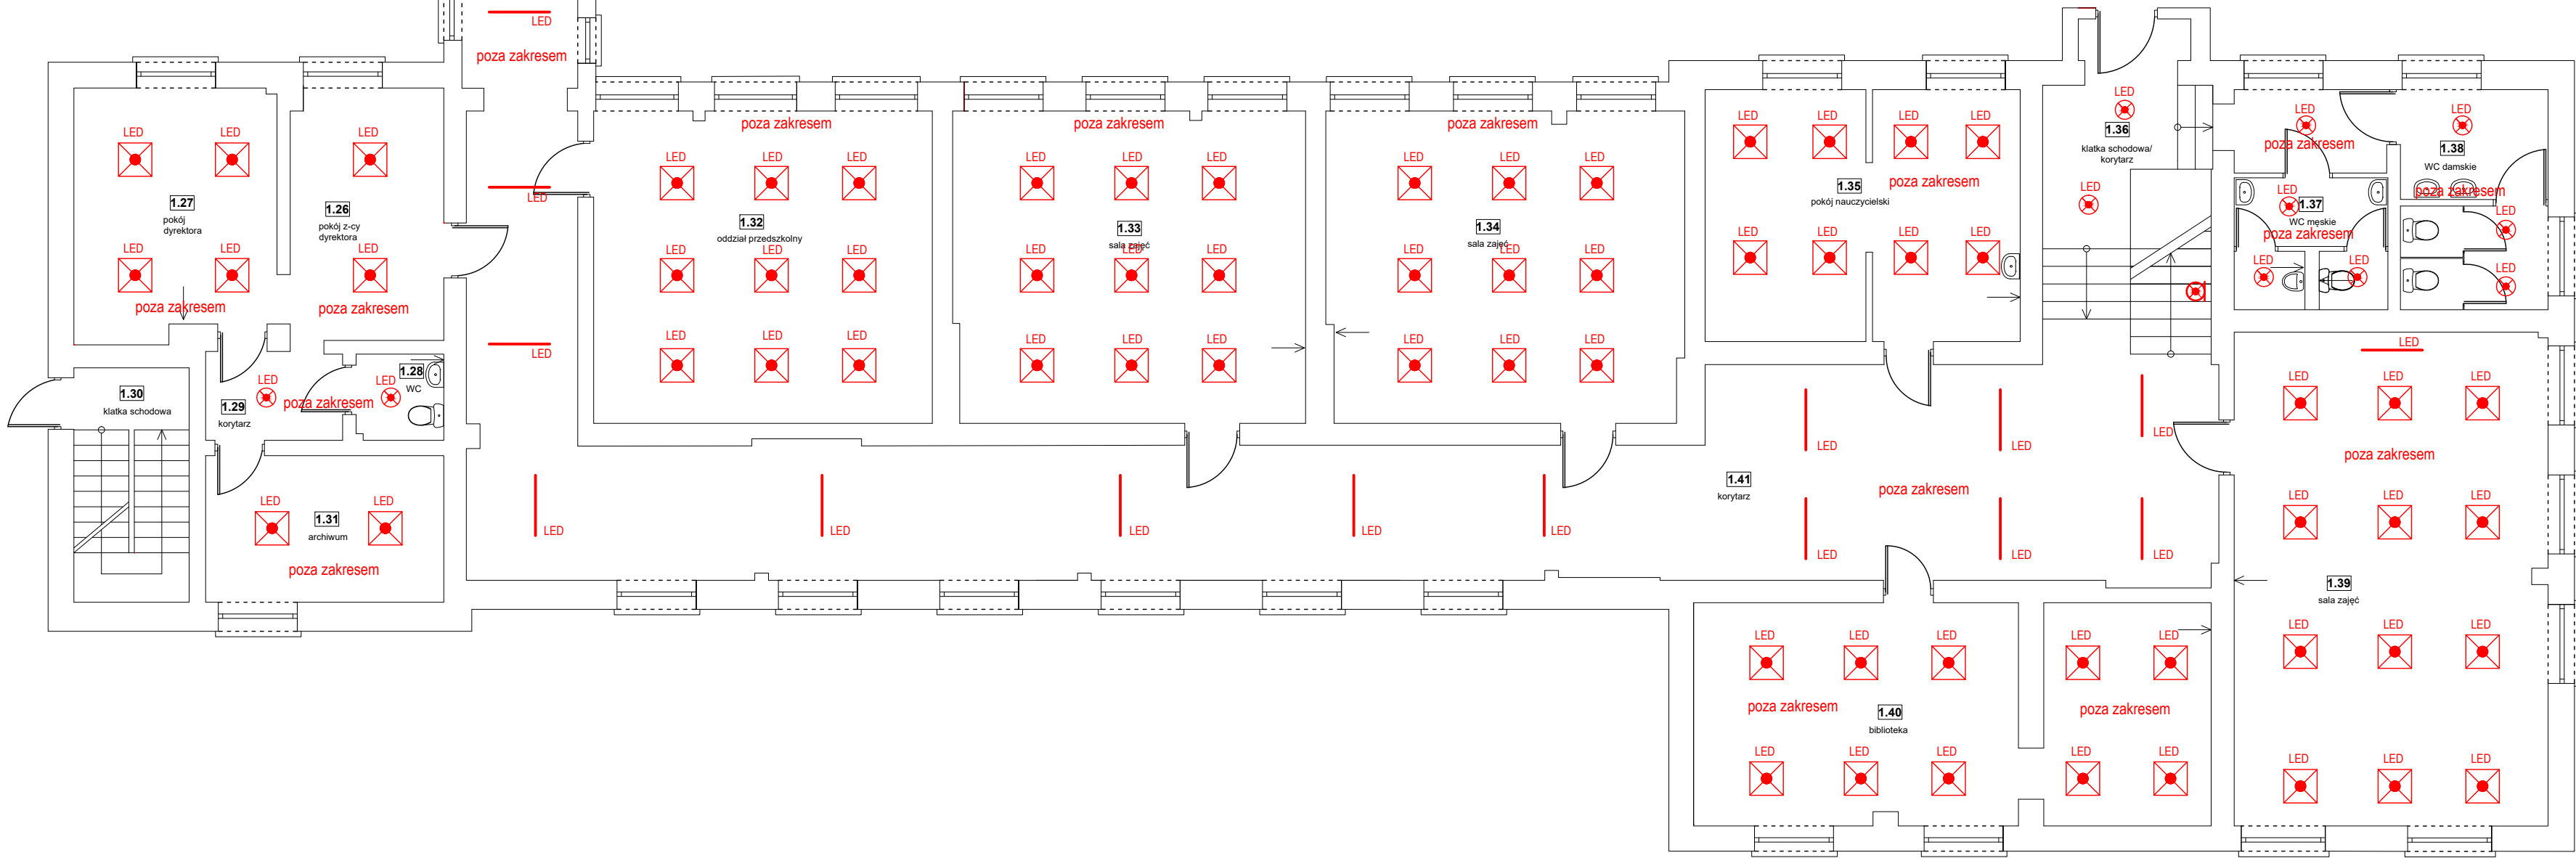 LED
poza zakresem
LED
LED
LED
1.27
pokój
dyrektora
1.26
pokój z-cy
dyrektora
LED
LED
LED
poza zakresem
poza zakresem
LED
LED
1.30
klatka schodowa
1.29
korytarz
LED
poza zakresem
LED
1.28
WC
LED
LED
1.31
archiwum
poza zakresem
poza zakresem
LED
LED
LED
1.32
oddział przedszkolny
LED
LED
LED
LED
LED
LED
poza zakresem
LED
LED
LED
1.33
sala zajęć
LED
LED
LED
LED
LED
LED
poza zakresem
LED
LED
LED
1.34
sala zajęć
LED
LED
LED
LED
LED
LED
LED
LED
LED
LED
1.35
pokój nauczycielski
poza zakresem
LED
LED
LED
LED
LED
1.36
klatka schodowa/
korytarz
LED
LED
poza zakresem
LED
1.38
WC damskie
poza zakresem
LED
1.37
WC męskie
poza zakresem
LED
LED
LED
LED
LED
LED
LED
LED
LED
LED
LED
LED
LED
1.41
korytarz
poza zakresem
LED
LED
LED
LED
LED
LED
LED
poza zakresem
LED
LED
LED
1.39
sala zajęć
LED
LED
LED
LED
LED
LED
LED
LED
LED
LED
LED
poza zakresem
1.40
biblioteka
poza zakresem
LED
LED
LED
LED
LED